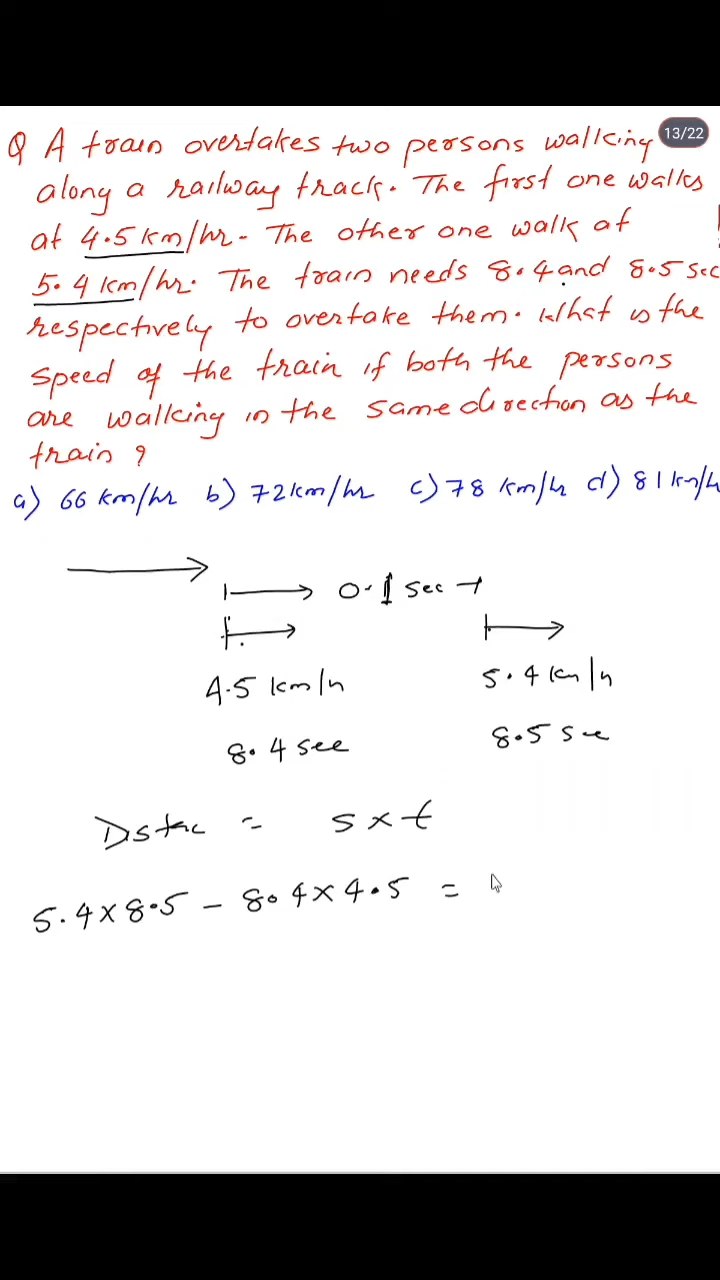 Q A train overtakes two persons walking
13/22
along a railway track. The first one walks
at 4.5 km/hr. The other one walk at
5.4 km/hr. The train needs 8.4 and 8.5 sec
respectively to overtake them. What is the
speed of the train if both the persons
are walking in the same direction as the
train ?
a) 66 km/hr b) 72 km/hr c) 78 km/h d) 81 km/h
0.1 sec
4.5 km/h 5.4 km/h
8.4 sec 8.5 sec
= s x t
5.4 x 8.5 - 8.4 x 4.5 =